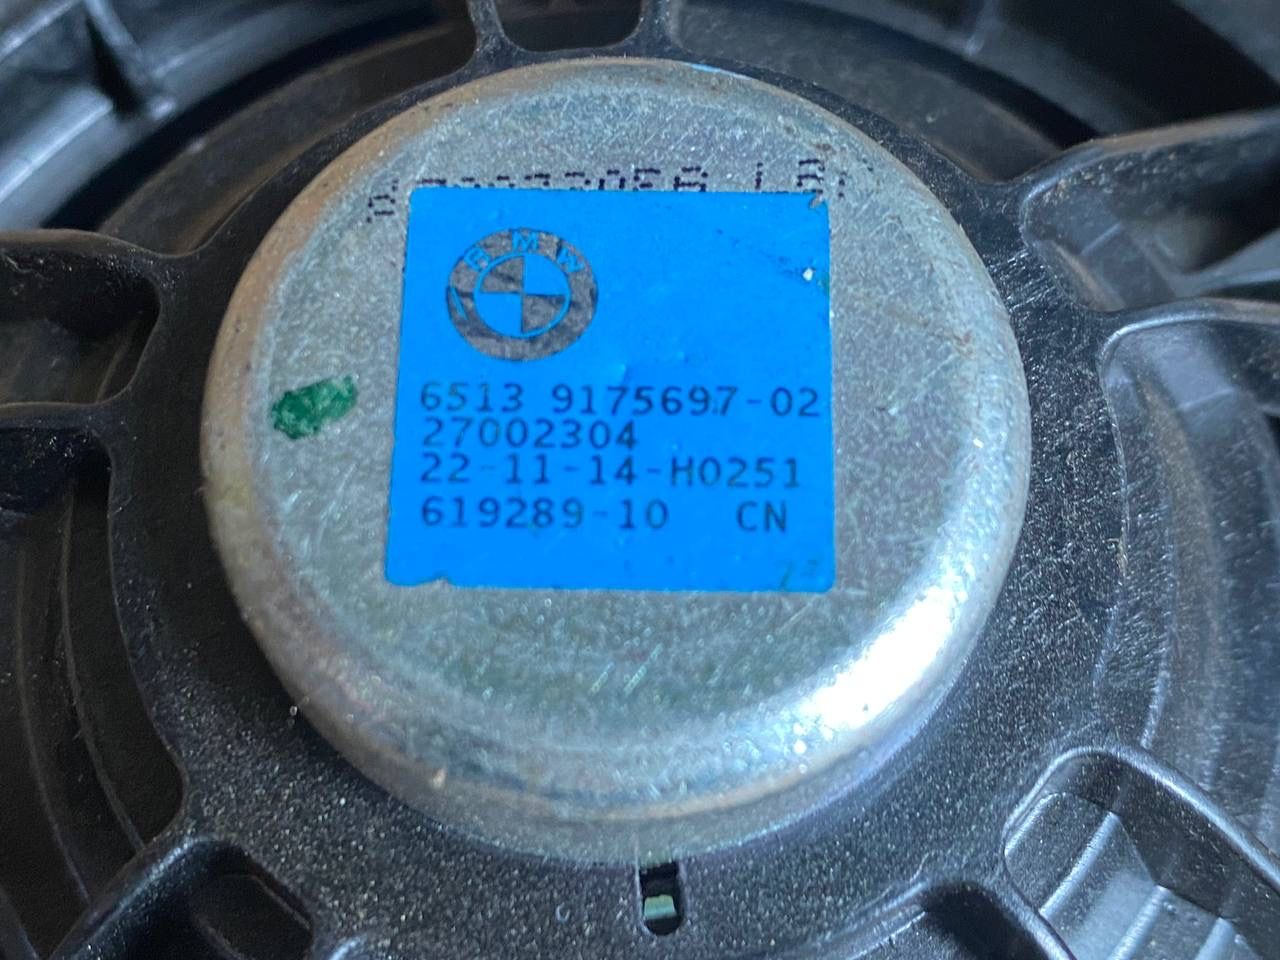 BMW
6513 9175697-02
27002304
22-11-14-H0251
619289-10 CN